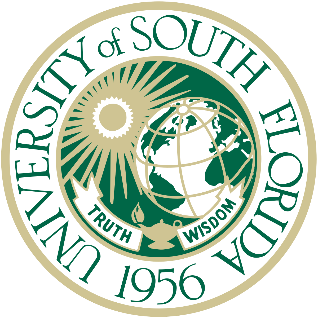 UNIVERSITY of SOUTH FLORIDA
TRUTH
WISDOM
1956